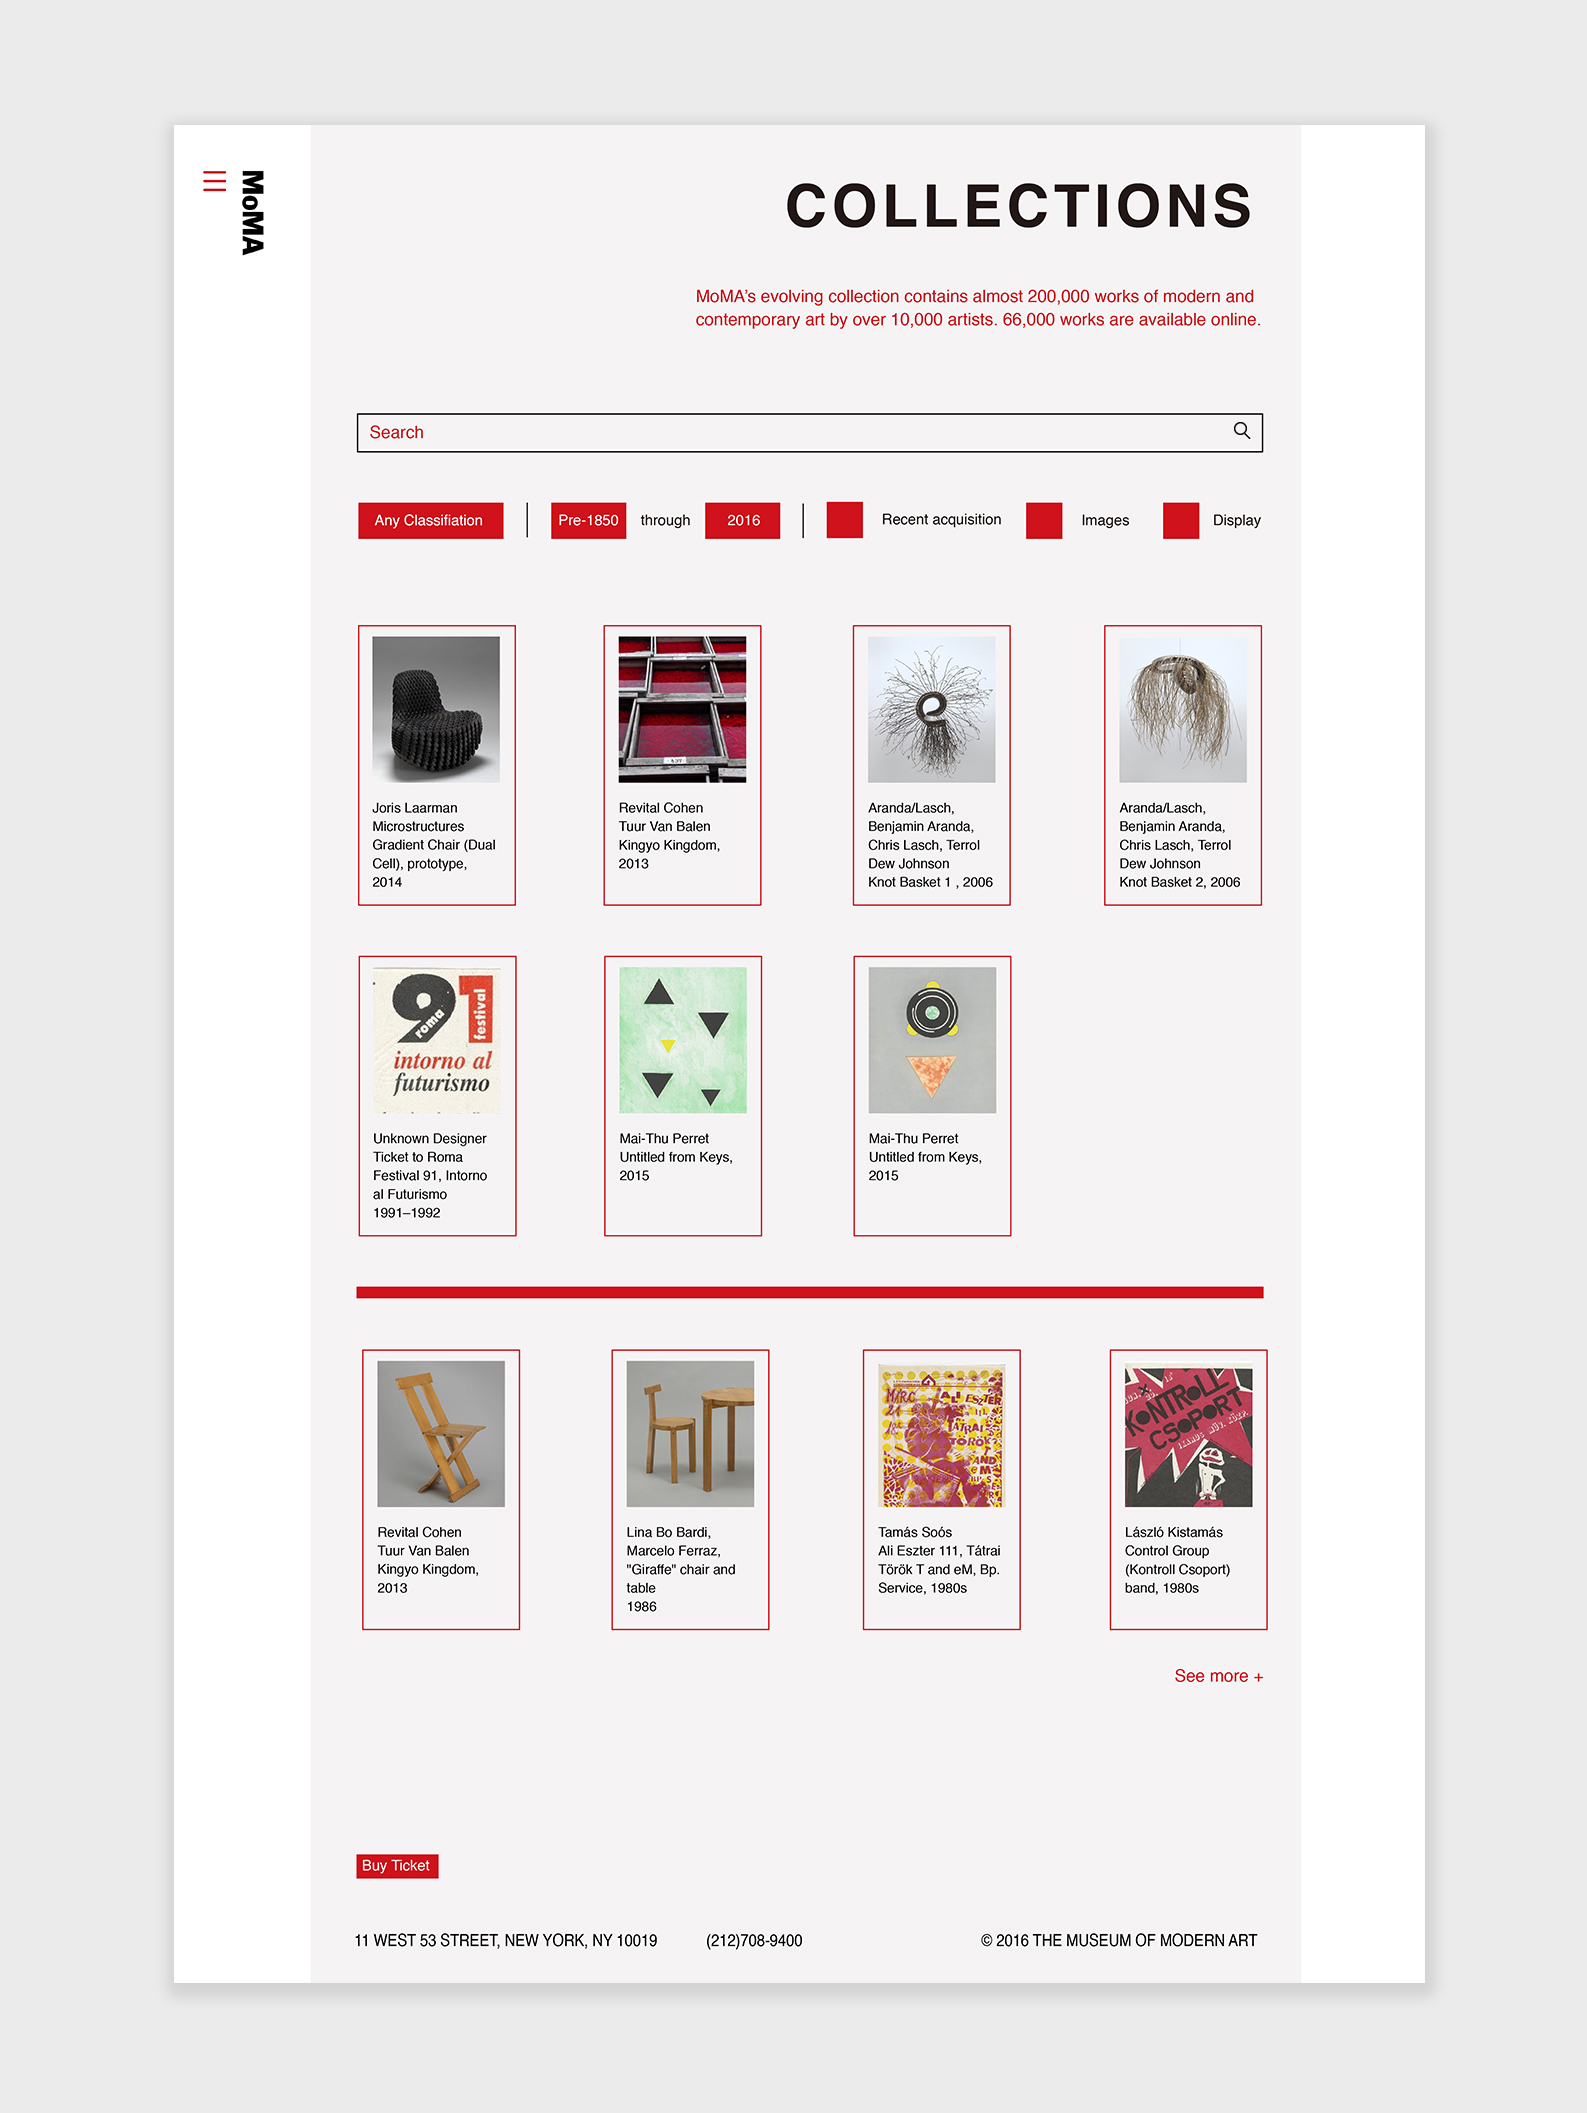 MoMA
COLLECTIONS
MoMA's evolving collection contains almost 200,000 works of modern and
contemporary art by over 10,000 artists. 66,000 works are available online.
Search
Any Classifiation
Pre-1850 through 2016
Recent acquisition
Images
Display
Joris Laarman
Microstructures
Gradient Chair (Dual
Cell), prototype,
2014
Revital Cohen
Tuur Van Balen
Kingyo Kingdom,
2013
Aranda/Lasch,
Benjamin Aranda,
Chris Lasch, Terrol
Dew Johnson
Knot Basket 1 , 2006
Aranda/Lasch,
Benjamin Aranda,
Chris Lasch, Terrol
Dew Johnson
Knot Basket 2, 2006
91
roma
festival
intorno al
futurismo
Unknown Designer
Ticket to Roma
Festival 91, Intorno
al Futurismo
1991–1992
Mai-Thu Perret
Untitled from Keys,
2015
Mai-Thu Perret
Untitled from Keys,
2015
Revital Cohen
Tuur Van Balen
Kingyo Kingdom,
2013
Lina Bo Bardi,
Marcelo Ferraz,
"Giraffe" chair and
table
1986
ALI ESZTER
TÖRÖK
Tamás Soós
Ali Eszter 111, Tátrai
Török T and eM, Bp.
Service, 1980s
KONTROLL
CSOPORT
László Kistamás
Control Group
(Kontroll Csoport)
band, 1980s
See more +
Buy Ticket
11 WEST 53 STREET, NEW YORK, NY 10019
(212)708-9400
© 2016 THE MUSEUM OF MODERN ART